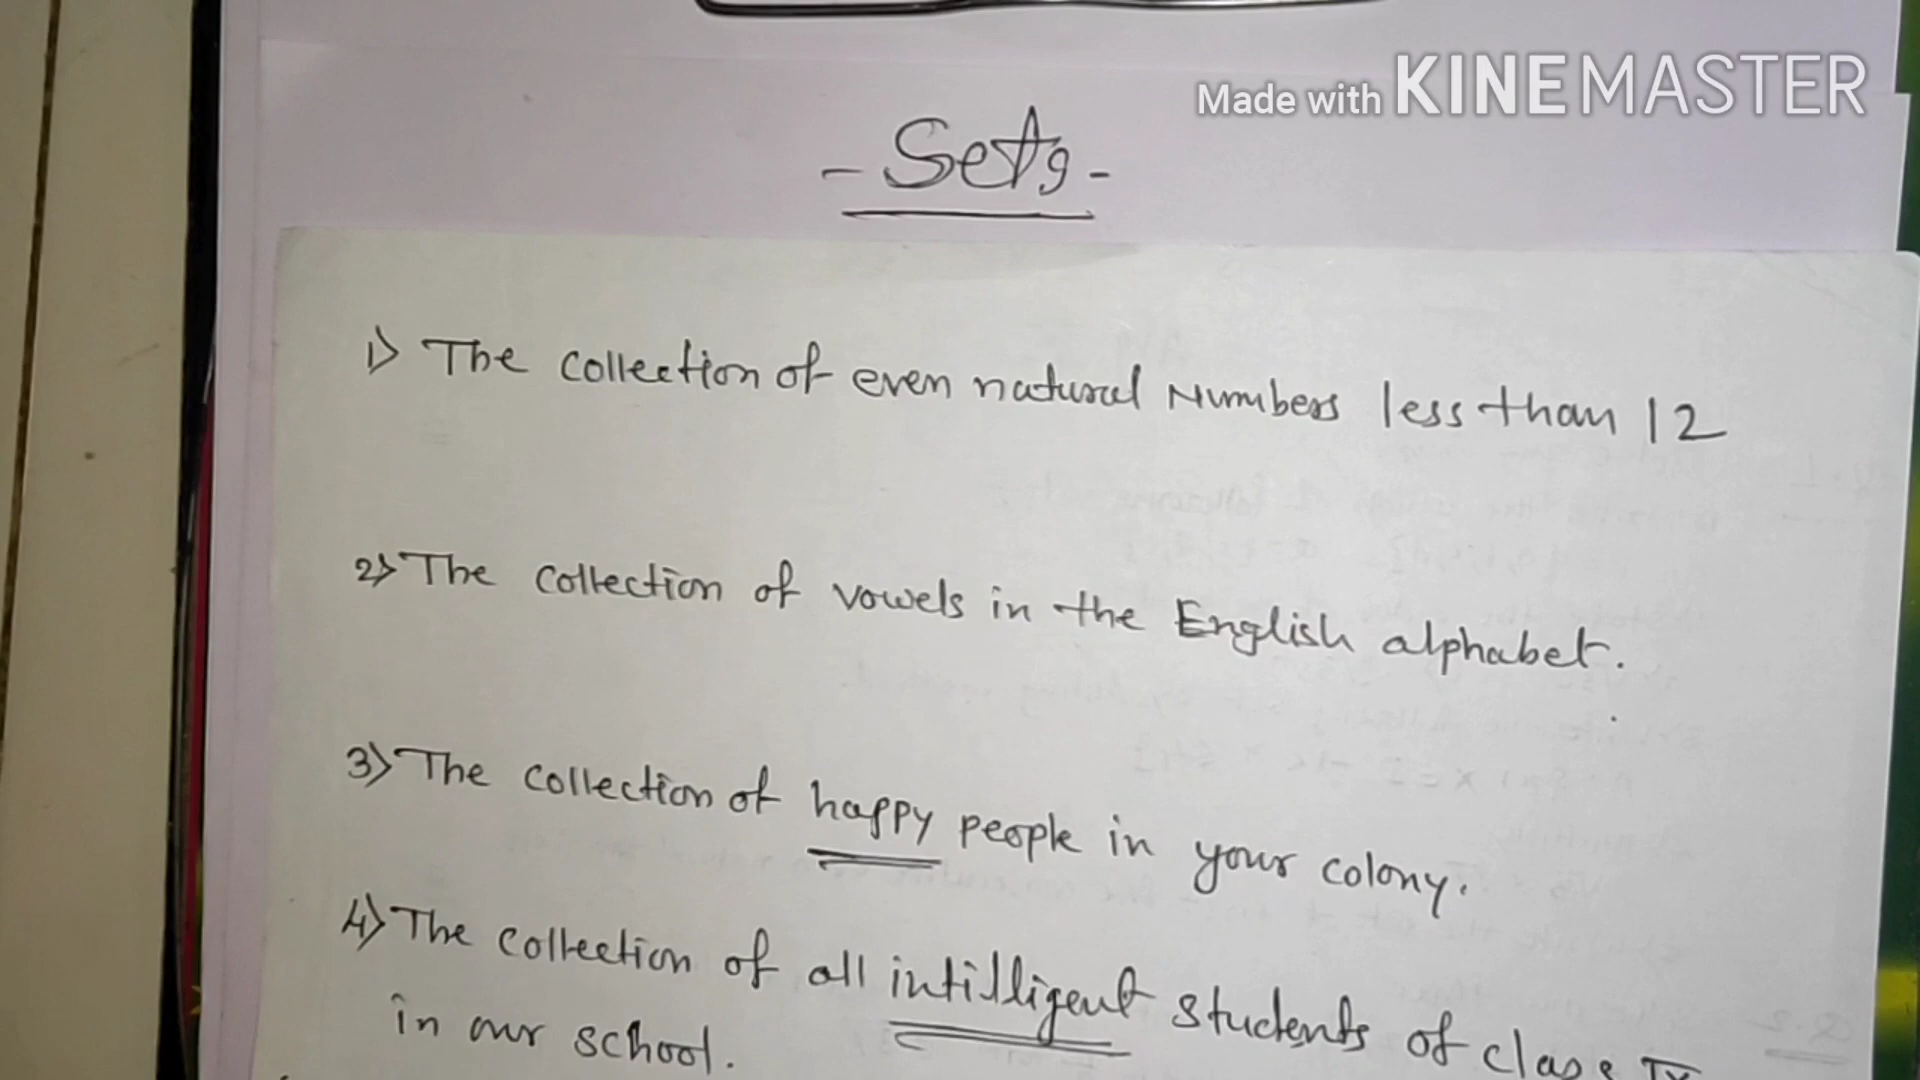 Made with KINEMASTER
- Sets -
1) The collection of even natural Numbers less than 12
2) The collection of vowels in the English alphabet.
3) The collection of happy people in your colony.
4) The collection of all intilligent students of class IX
in our school.